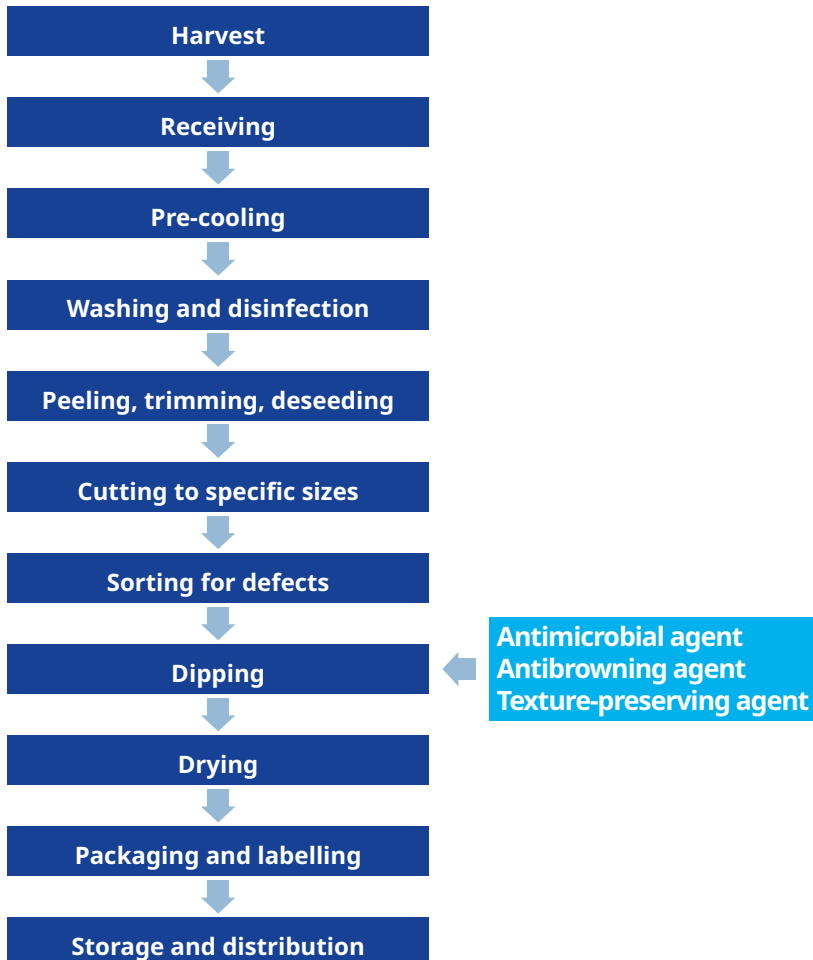 Harvest
Receiving
Pre-cooling
Washing and disinfection
Peeling, trimming, deseeding
Cutting to specific sizes
Sorting for defects
Dipping
Antimicrobial agent
Antibrowning agent
Texture-preserving agent
Drying
Packaging and labelling
Storage and distribution